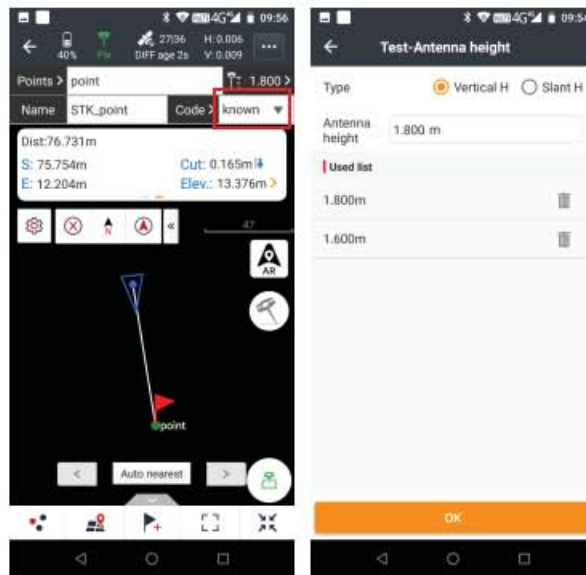 4G 09:56
40% Fix 27|36 DIFF age 2s H:0.006 V:0.009
Points > point 1.800 >
Name STK_point Code > known
Dist:76.731m
S: 75.754m Cut: 0.165m
E: 12.204m Elev.: 13.376m >
N « 47
AR
point
< Auto nearest >
4G 09:54
Test-Antenna height
Type Vertical H Slant H
Antenna height 1.800 m
Used list
1.800m
1.600m
OK